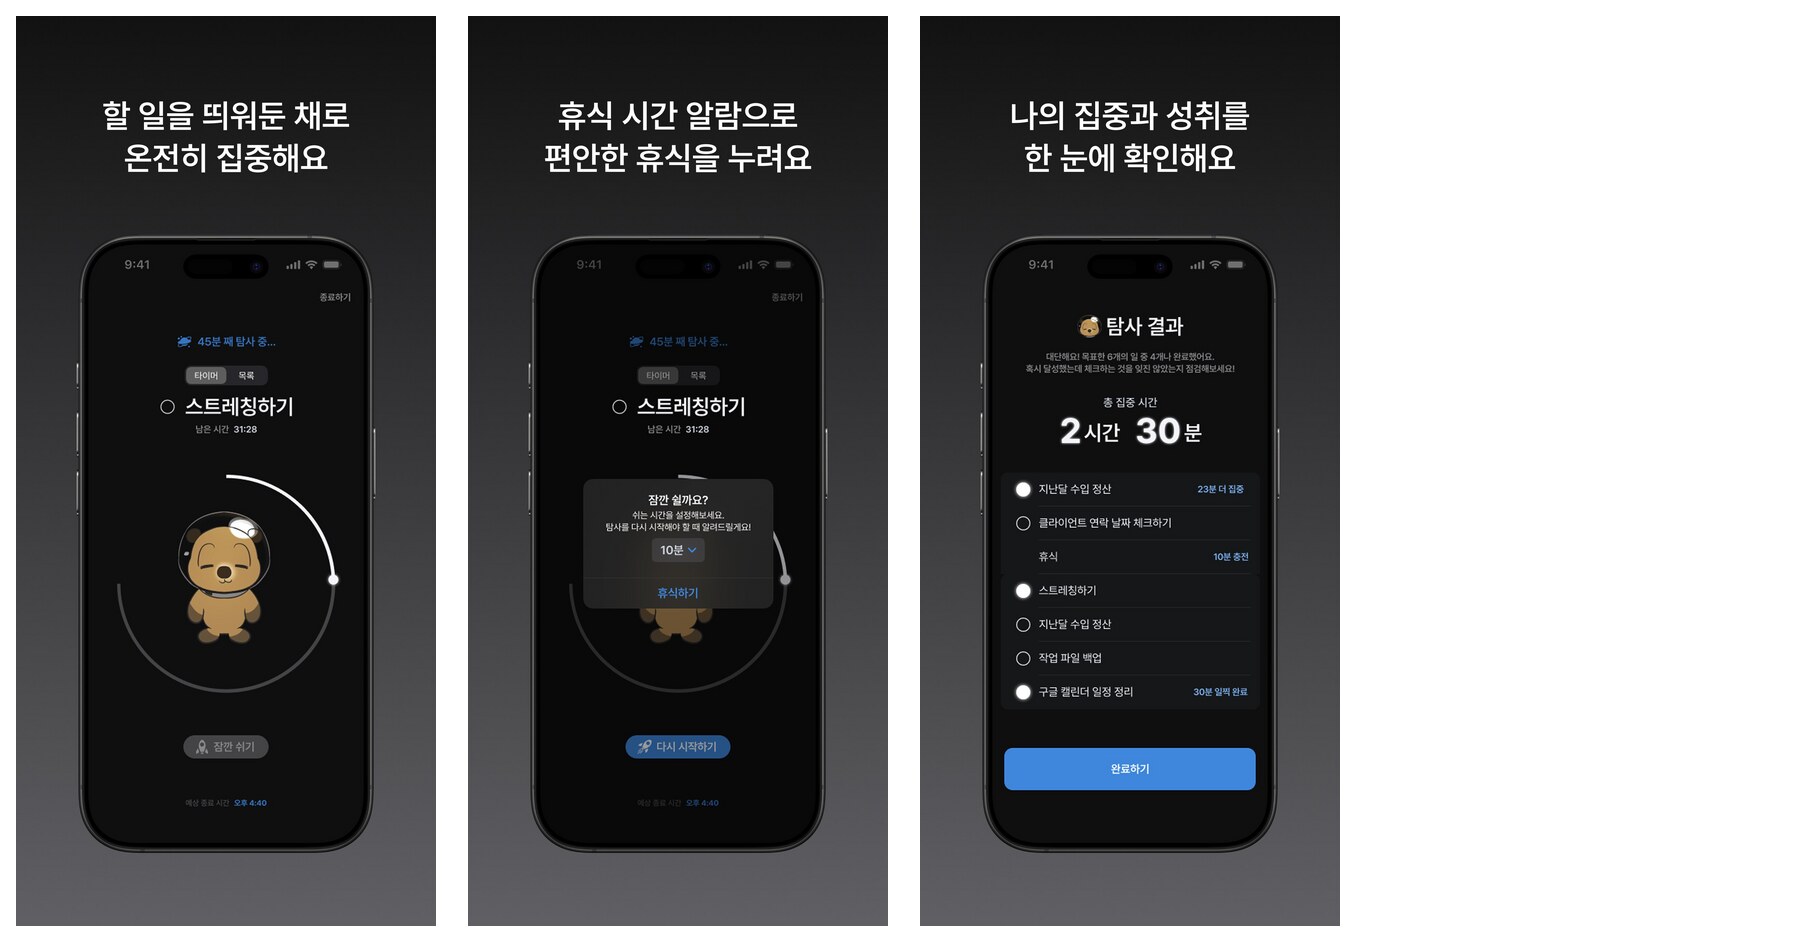 할 일을 띄워둔 채로
온전히 집중해요
9:41
종료하기
45분 째 탐사 중...
타이머 목록
스트레칭하기
남은 시간 31:28
잠깐 쉬기
예상 종료 시간 오후 4:40
휴식 시간 알람으로
편안한 휴식을 누려요
9:41
종료하기
45분 째 탐사 중...
타이머 목록
스트레칭하기
남은 시간 31:28
잠깐 쉴까요?
쉬는 시간을 설정해보세요.
탐사를 다시 시작해야 할 때 알려드릴게요!
10분
휴식하기
다시 시작하기
예상 종료 시간 오후 4:40
나의 집중과 성취를
한 눈에 확인해요
9:41
탐사 결과
대단해요! 목표한 6개의 일 중 4개나 완료했어요.
혹시 달성했는데 체크하는 것을 잊진 않았는지 점검해보세요!
총 집중 시간
2시간 30분
지난달 수입 정산 23분 더 집중
클라이언트 연락 날짜 체크하기
휴식 10분 충전
스트레칭하기
지난달 수입 정산
작업 파일 백업
구글 캘린더 일정 정리 30분 일찍 완료
완료하기